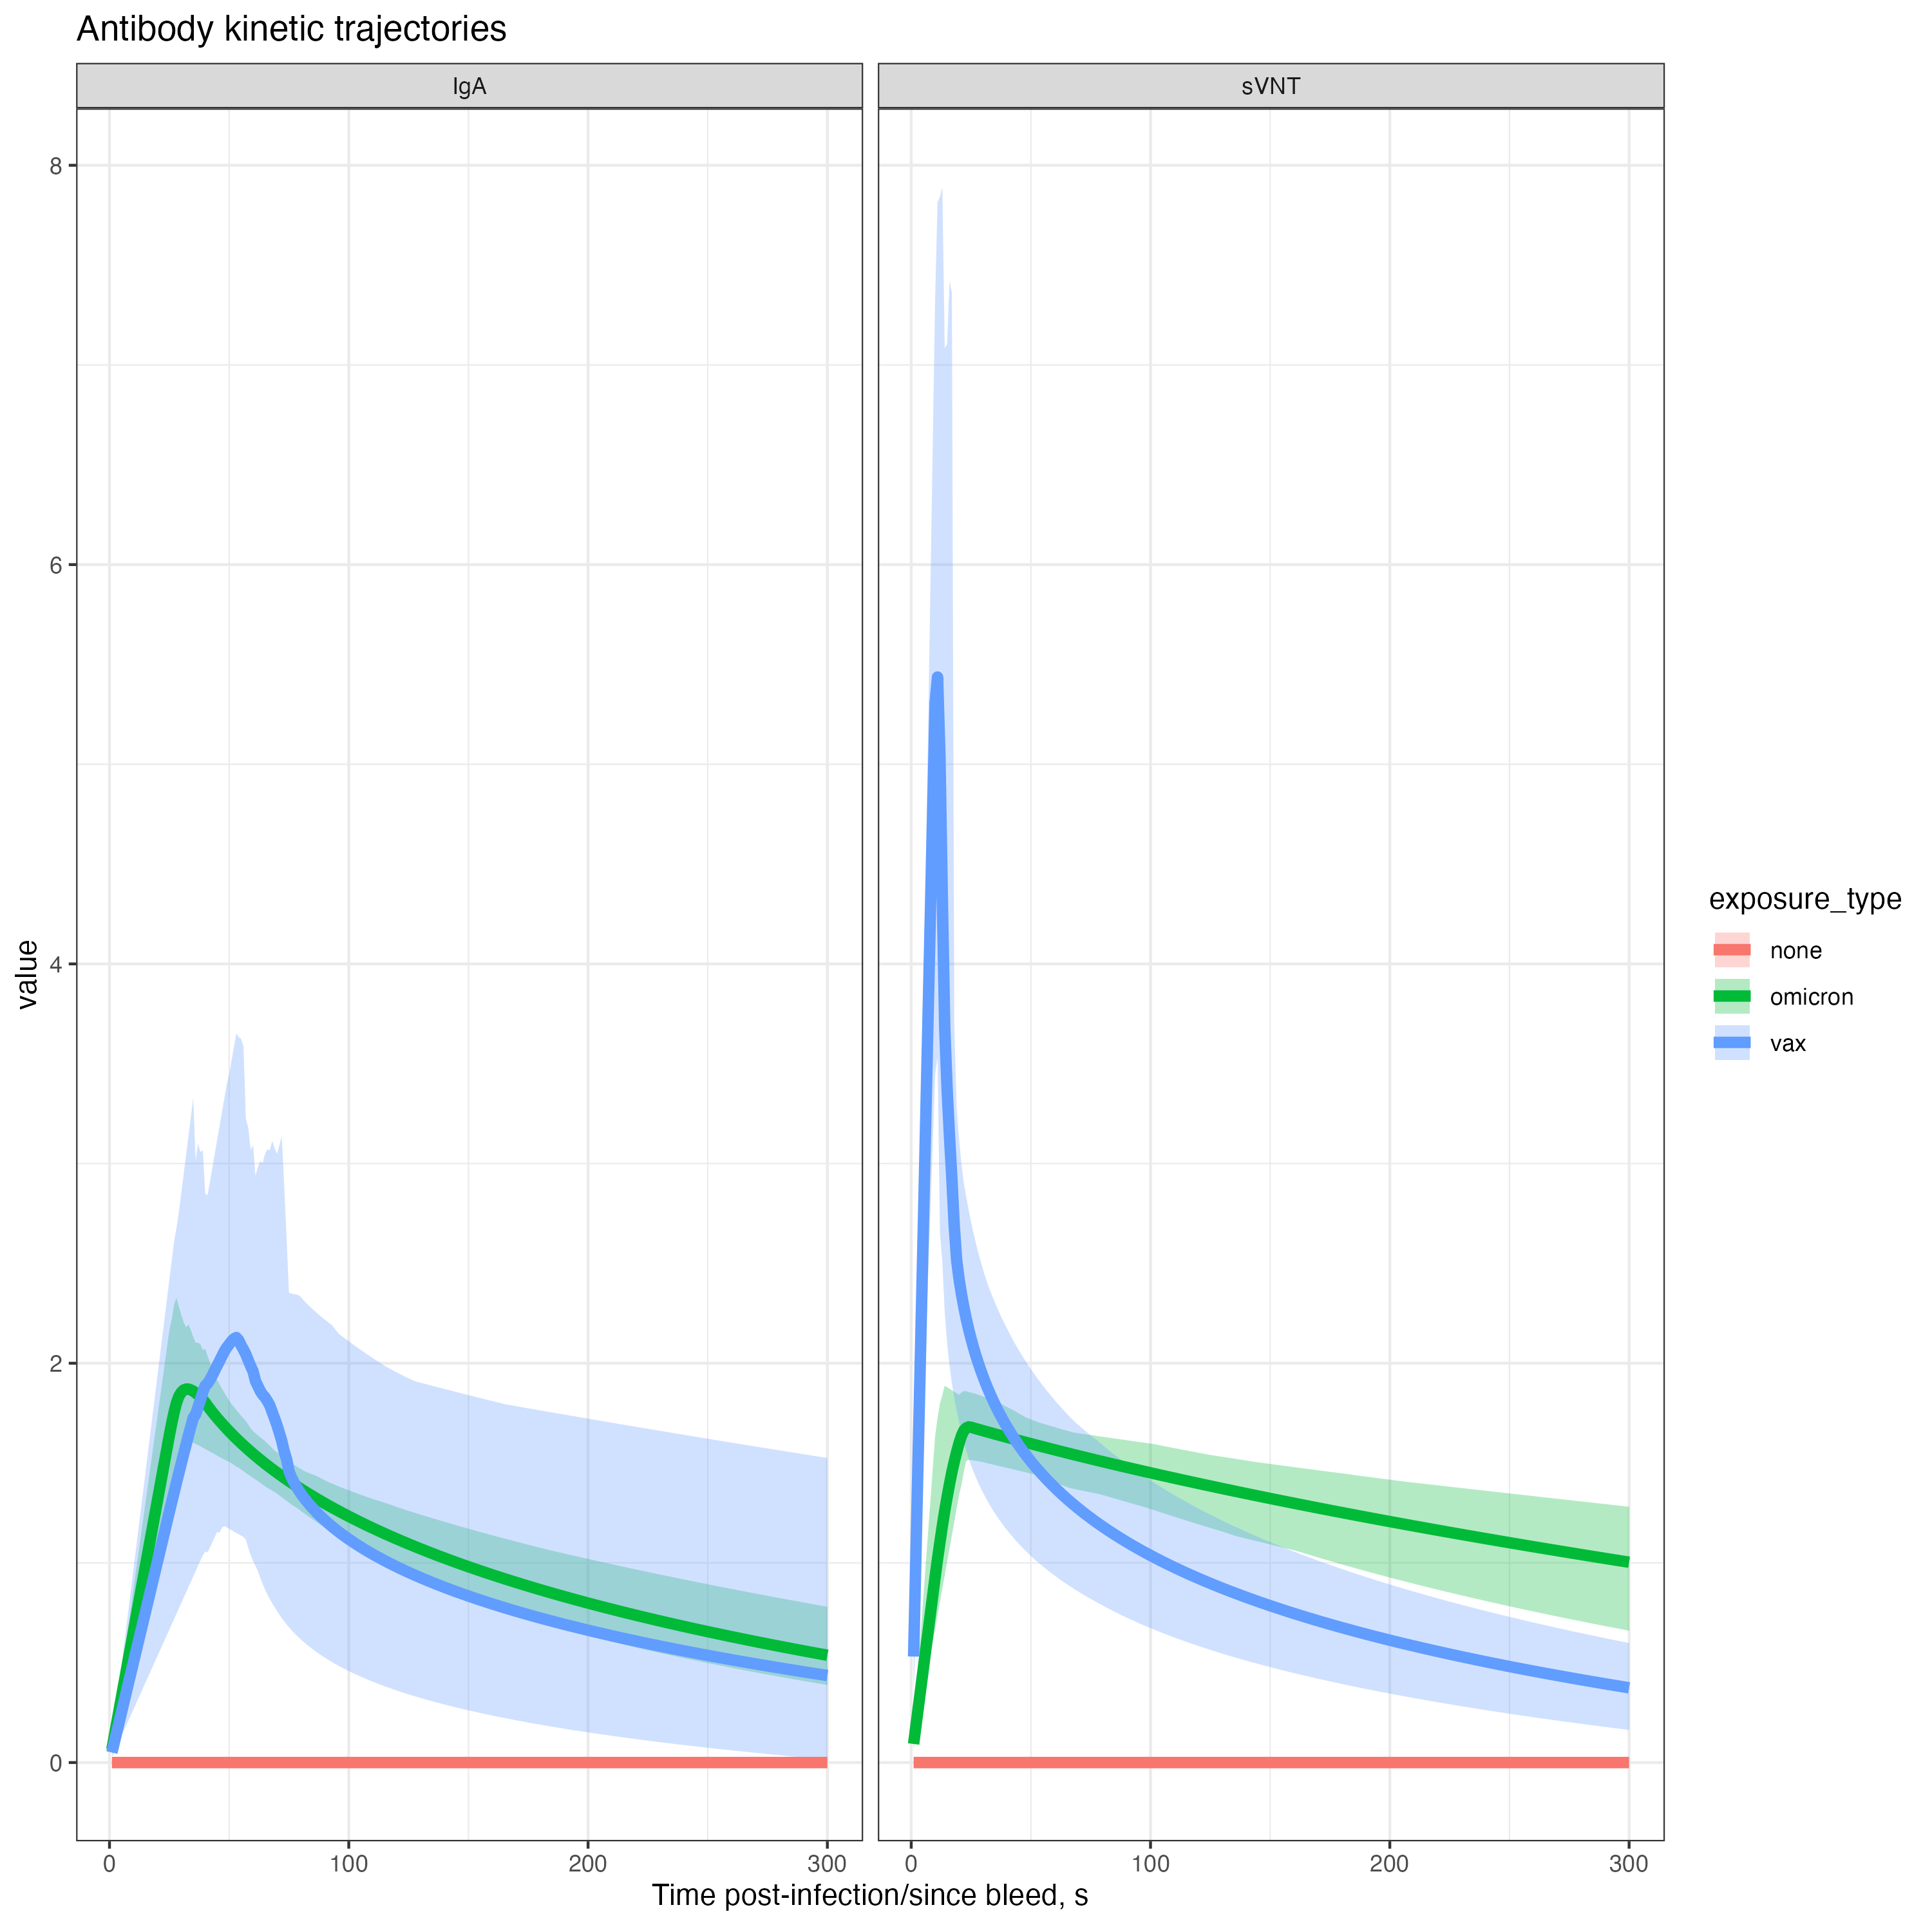 Antibody kinetic trajectories
IgA
sVNT
8
6
4
2
0
value
0 100 200 300
0 100 200 300
Time post-infection/since bleed, s
exposure_type
none
omicron
vax